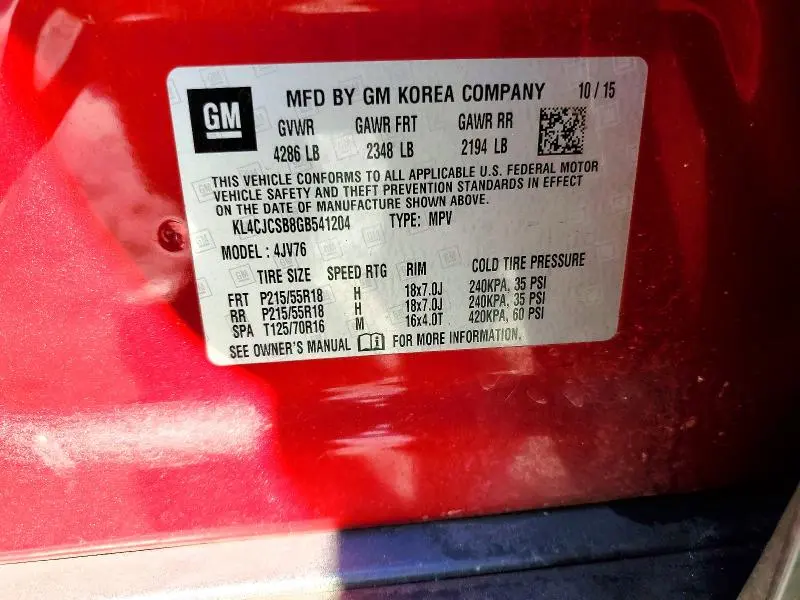 GM
MFD BY GM KOREA COMPANY 10 / 15
GVWR GAWR FRT GAWR RR
4286 LB 2348 LB 2194 LB
THIS VEHICLE CONFORMS TO ALL APPLICABLE U.S. FEDERAL MOTOR
VEHICLE SAFETY AND THEFT PREVENTION STANDARDS IN EFFECT
ON THE DATE OF MANUFACTURE SHOWN ABOVE.
KL4CJCSB8GB541204 TYPE: MPV
MODEL : 4JV76
TIRE SIZE SPEED RTG RIM COLD TIRE PRESSURE
FRT P215/55R18 H 18x7.0J 240KPA, 35 PSI
RR P215/55R18 H 18x7.0J 240KPA, 35 PSI
SPA T125/70R16 M 16x4.0T 420KPA, 60 PSI
SEE OWNER'S MANUAL FOR MORE INFORMATION.